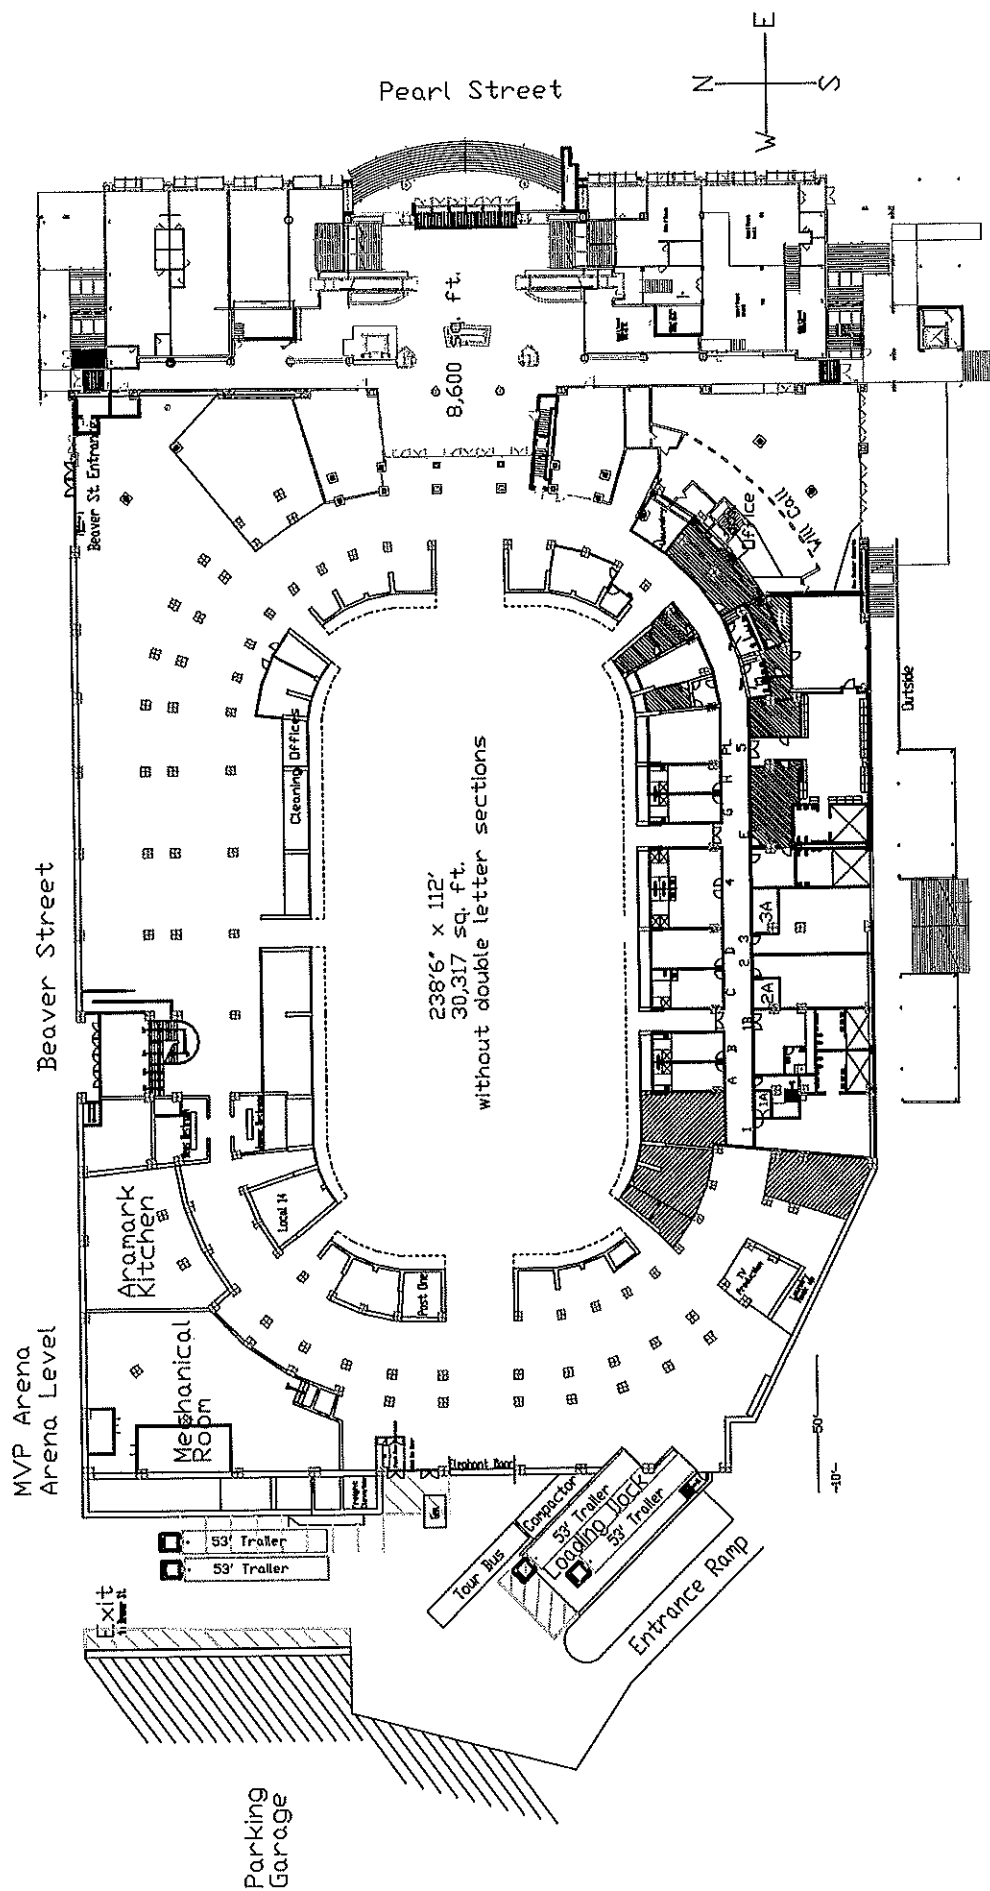 MVP Arena
Arena Level
Beaver Street
Pearl Street
N
E
S
W
Beaver St Entrance
8,600 sq. ft.
Office
Will Call
Outside
Cleaning Offices
238'6" x 112'
30,317 sq. ft.
without double letter sections
PL
H
G
F
E
D
C
B
A
5
4
3
3A
2
2A
1B
1A
1
Aramark
Kitchen
Local 14
Mechanical
Room
Post One
TV
Production
Elephant Door
Gen
50'
10'
Compactor
Tour Bus
53' Trailer
Loading Dock
53' Trailer
Entrance Ramp
53' Trailer
53' Trailer
Exit
Parking
Garage